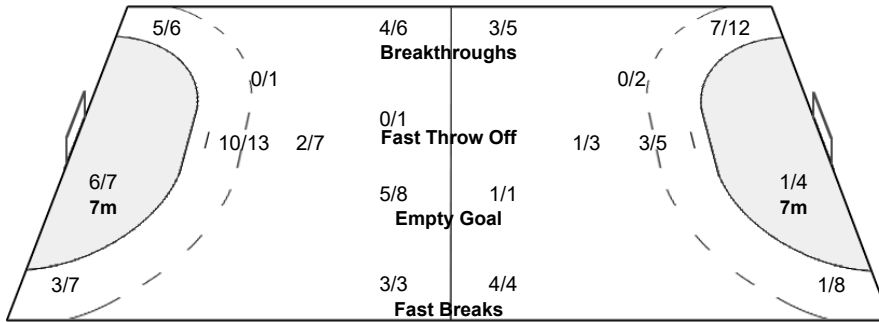 5/6 4/6 3/5 7/12
Breakthroughs
0/1 0/2
0/1
Fast Throw Off
10/13 2/7 1/3 3/5
6/7 1/4
7m 7m
5/8 1/1
Empty Goal
3/7 3/3 4/4 1/8
Fast Breaks